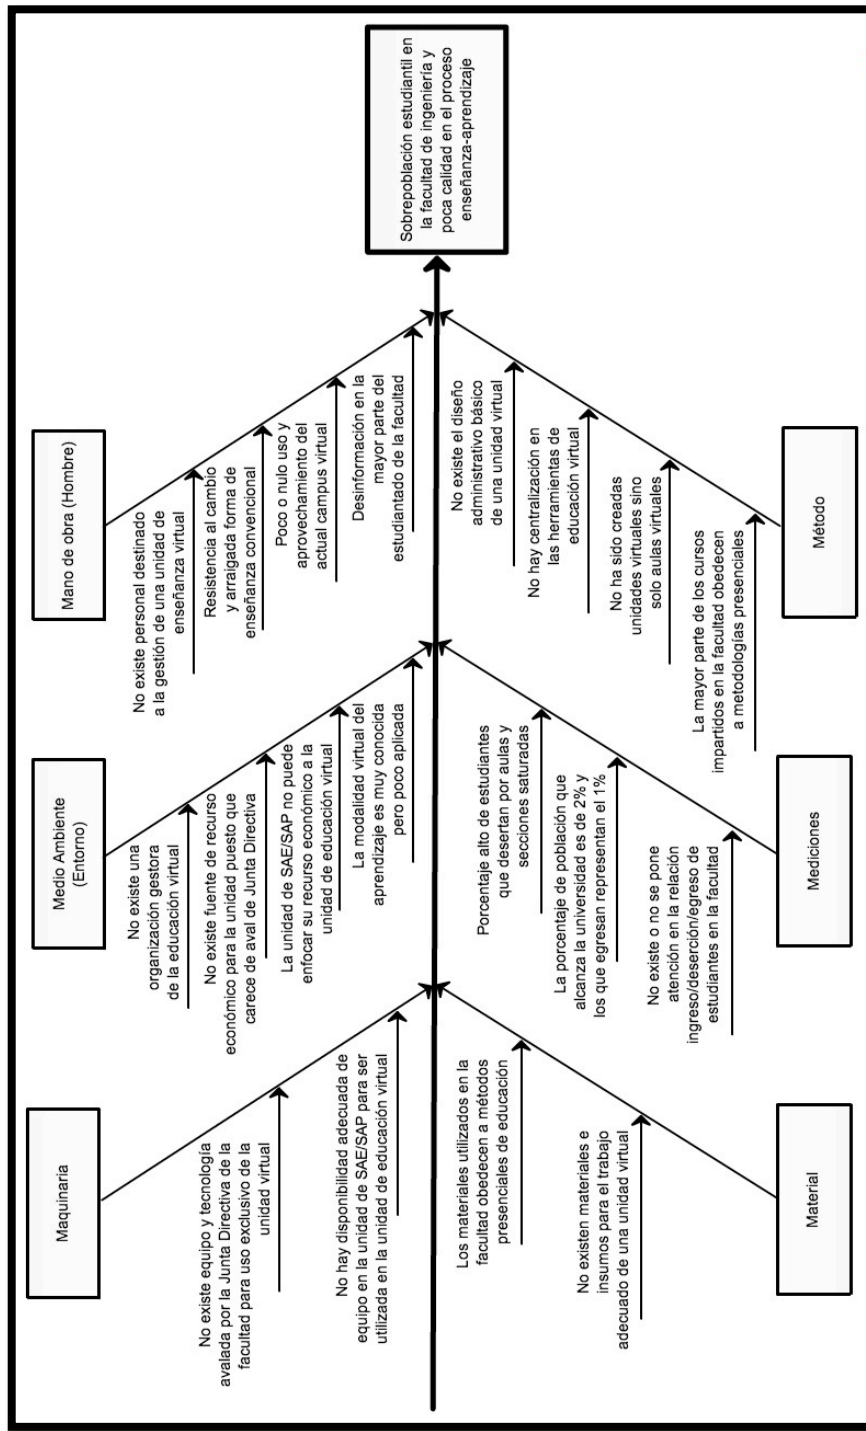 Maquinaria
No existe equipo y tecnología
avalada por la Junta Directiva de la
facultad para uso exclusivo de la
unidad virtual
No hay disponibilidad adecuada de
equipo en la unidad de SAE/SAP para ser
utilizada en la unidad de educación virtual
Medio Ambiente
(Entorno)
No existe una
organización gestora
de la educación virtual
No existe fuente de recurso
económico para la unidad puesto que
carece de aval de Junta Directiva
La unidad de SAE/SAP no puede
enfocar su recurso económico a la
unidad de educación virtual
La modalidad virtual del
aprendizaje es muy conocida
pero poco aplicada
Mano de obra (Hombre)
No existe personal destinado
a la gestión de una unidad de
enseñanza virtual
Resistencia al cambio
y arraigada forma de
enseñanza convencional
Poco o nulo uso y
aprovechamiento del
actual campus virtual
Desinformación en la
mayor parte del
estudiantado de la facultad
Sobrepoblación estudiantil en
la facultad de ingeniería y
poca calidad en el proceso
enseñanza-aprendizaje
Los materiales utilizados en la
facultad obedecen a métodos
presenciales de educación
No existen materiales e
insumos para el trabajo
adecuado de una unidad virtual
Material
Porcentaje alto de estudiantes
que desertan por aulas y
secciones saturadas
La porcentaje de población que
alcanza la universidad es de 2% y
los que egresan representan el 1%
No existe o no se pone
atención en la relación
ingreso/deserción/egreso de
estudiantes en la facultad
Mediciones
No existe el diseño
administrativo básico
de una unidad virtual
No hay centralización en
las herramientas de
educación virtual
No ha sido creadas
unidades virtuales sino
solo aulas virtuales
La mayor parte de los cursos
impartidos en la facultad obedecen
a metodologías presenciales
Método